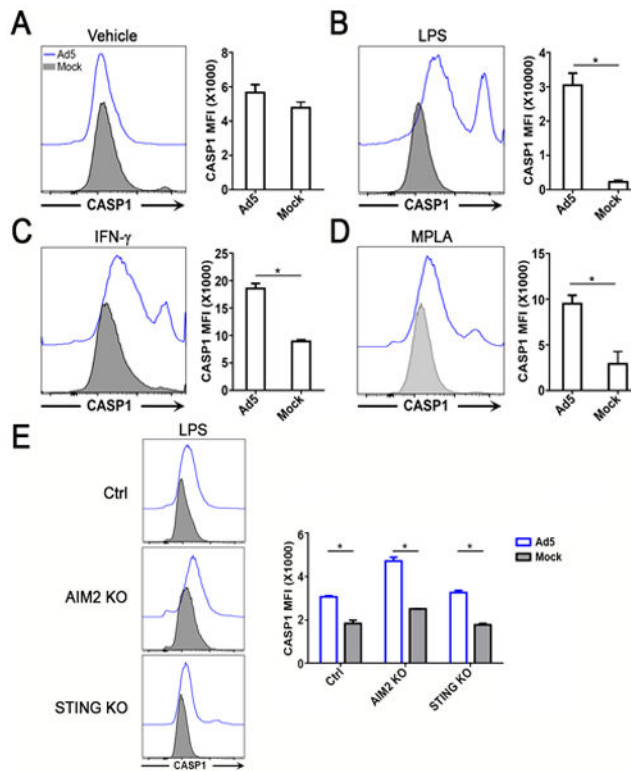 A
Vehicle
Ad5
Mock
CASP1
CASP1 MFI (X1000)
8
6
4
2
0
Ad5
Mock
B
LPS
CASP1
CASP1 MFI (X10000)
4
3
2
1
0
*
Ad5
Mock
C
IFN-γ
CASP1
CASP1 MFI (X1000)
25
20
15
10
5
0
*
Ad5
Mock
D
MPLA
CASP1
CASP1 MFI (X1000)
15
10
5
0
*
Ad5
Mock
E
LPS
Ctrl
AIM2 KO
STING KO
CASP1
CASP1 MFI (X1000)
6
4
2
0
* * *
Ctrl
AIM2 KO
STING KO
Ad5
Mock